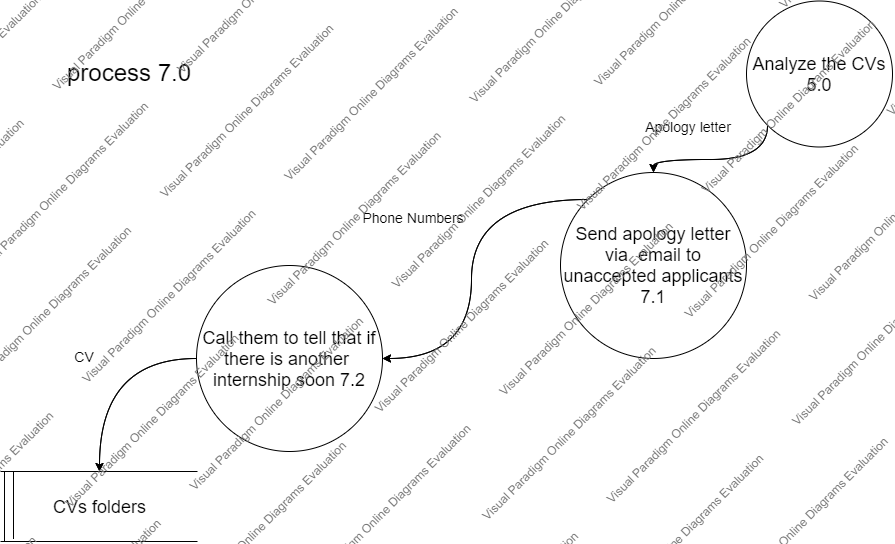 process 7.0
Analyze the CVs
5.0
Apology letter
Send apology letter
via email to
unaccepted applicants
7.1
Phone Numbers
Call them to tell that if
there is another
internship soon 7.2
CV
CVs folders
Visual Paradigm Online Diagrams Evaluation